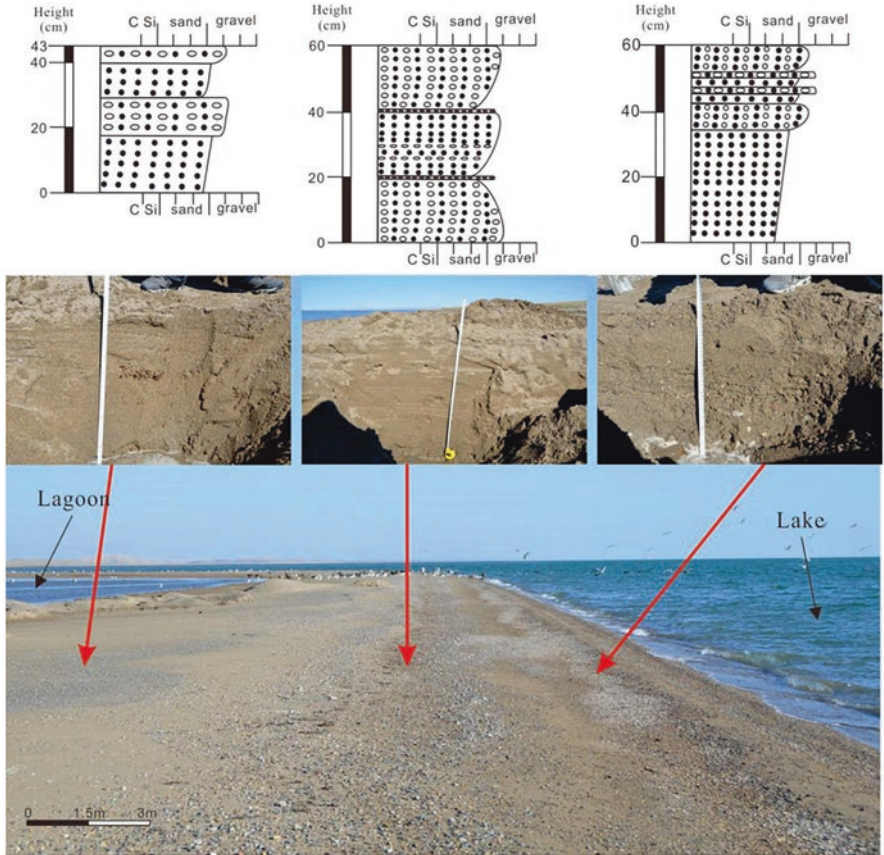 Height
(cm)
C Si sand gravel
43
40
20
0
C Si sand gravel
Height
(cm)
C Si sand gravel
60
40
20
0
C Si sand gravel
Height
(cm)
C Si sand gravel
60
40
20
0
C Si sand gravel
Lagoon
Lake
0 1.5m 3m